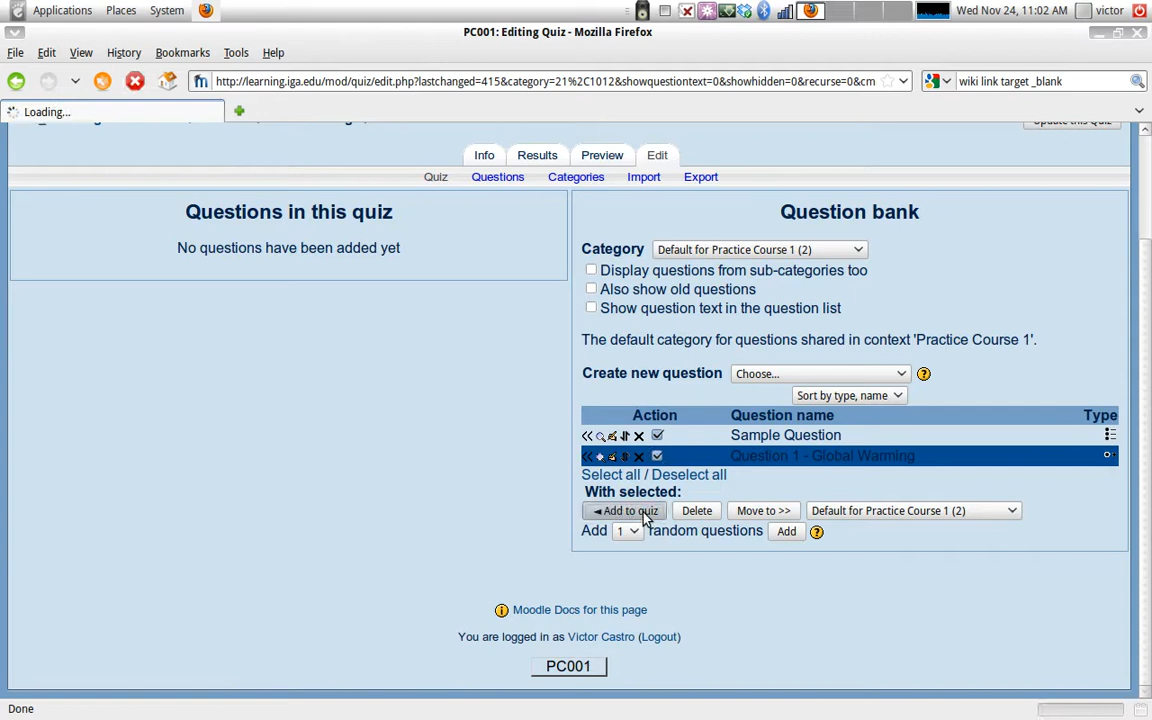 Applications Places System Wed Nov 24, 11:02 AM victor
PC001: Editing Quiz - Mozilla Firefox
File Edit View History Bookmarks Tools Help
http://learning.iga.edu/mod/quiz/edit.php?lastchanged=415&category=21%2C1012&showquestiontext=0&showhidden=0&recurse=0&cm wiki link target _blank
Loading...
Info Results Preview Edit
Quiz Questions Categories Import Export
Questions in this quiz
No questions have been added yet
Question bank
Category Default for Practice Course 1 (2)
Display questions from sub-categories too
Also show old questions
Show question text in the question list
The default category for questions shared in context 'Practice Course 1'.
Create new question Choose...
Sort by type, name
Action Question name Type
Sample Question
Question 1 - Global Warming
Select all / Deselect all
With selected:
◄ Add to quiz Delete Move to >> Default for Practice Course 1 (2)
Add 1 random questions Add
Moodle Docs for this page
You are logged in as Victor Castro (Logout)
PC001
Done